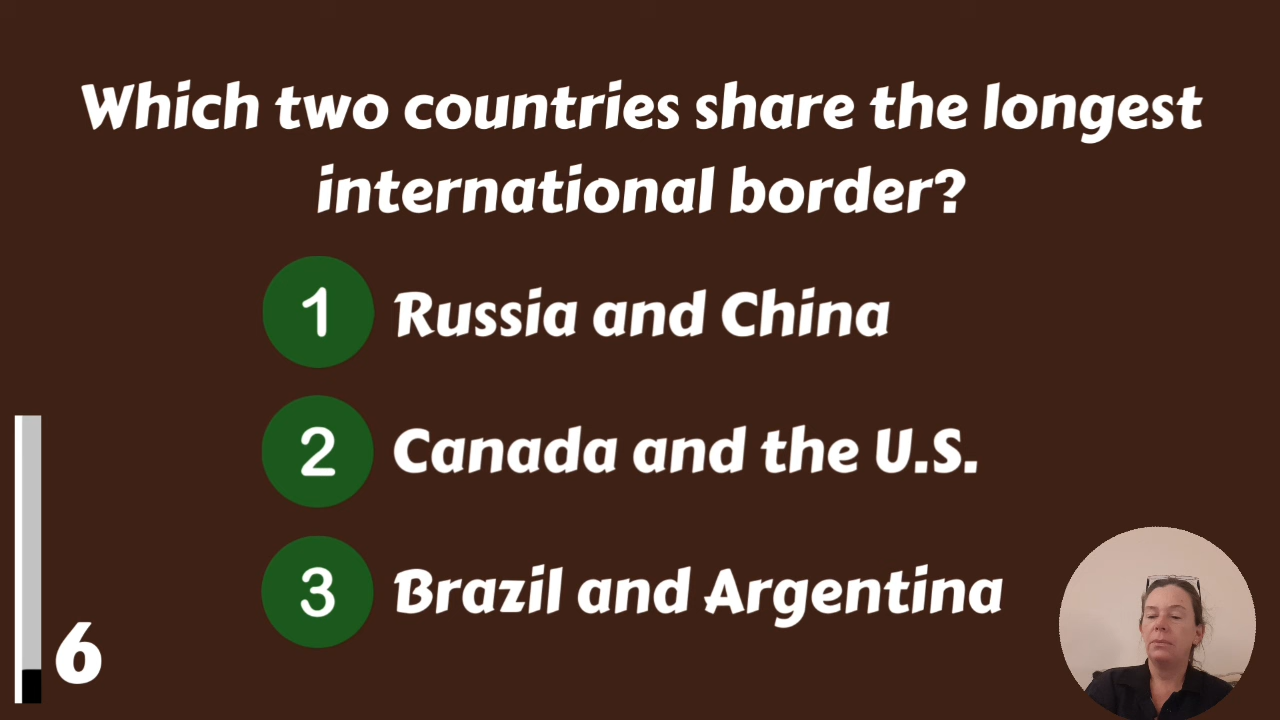 Which two countries share the longest
international border?
1 Russia and China
2 Canada and the U.S.
3 Brazil and Argentina
6